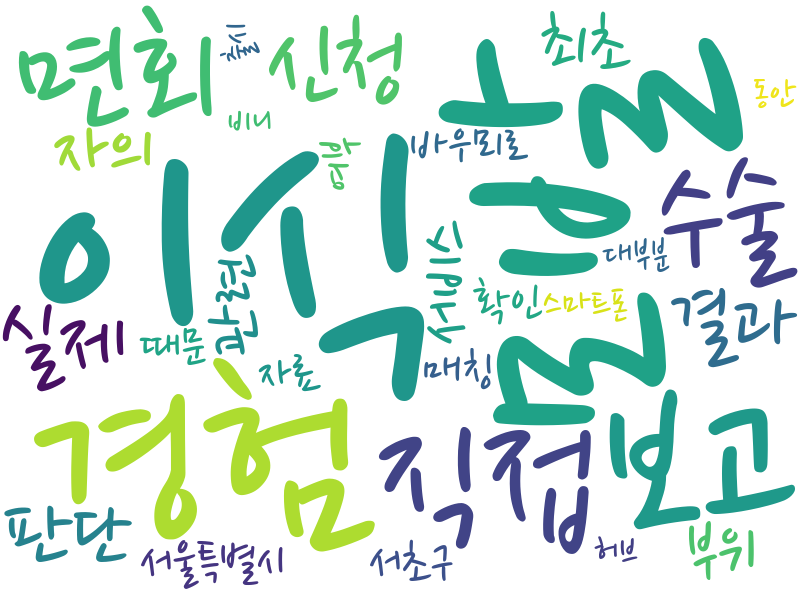 면회
신청
최초
동안
비니
자의
바우뫼로
이식
수술
대부분
관련
확인
스마트폰
실제
때문
결과
자료
매칭
경험
직접
보고
판단
서울특별시
서초구
허브
부위